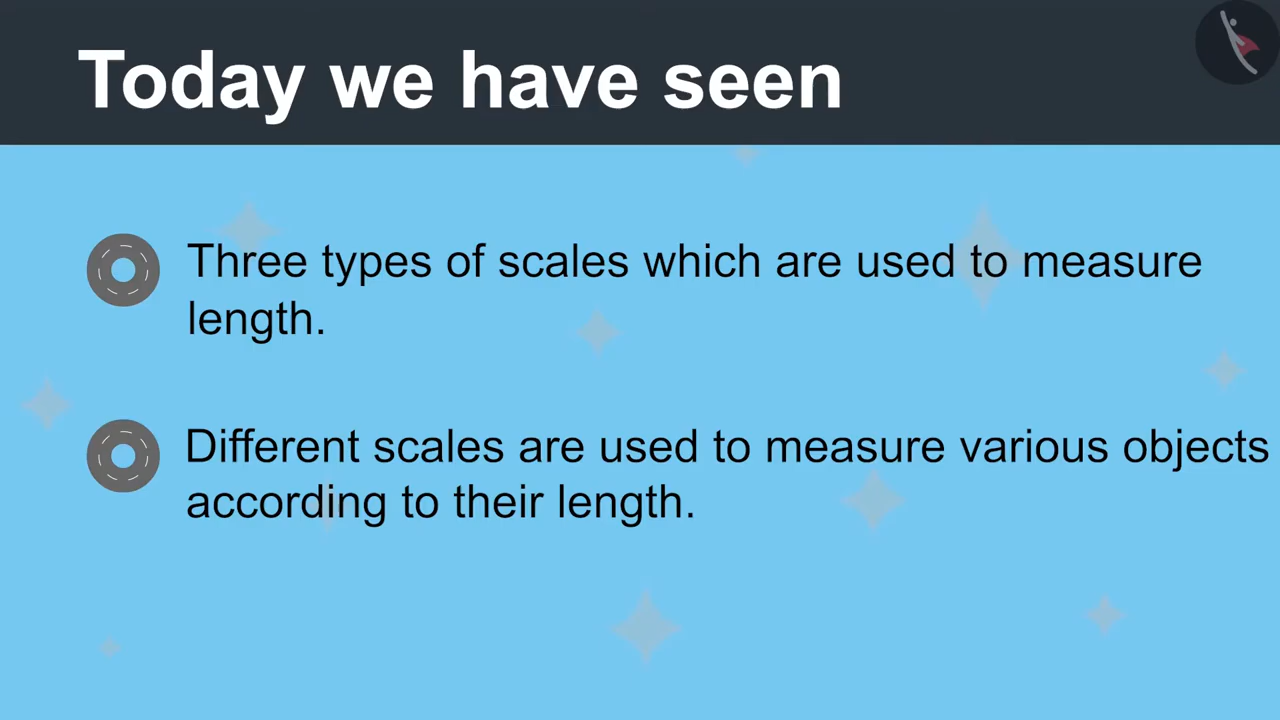 Today we have seen
Three types of scales which are used to measure
length.
Different scales are used to measure various objects
according to their length.